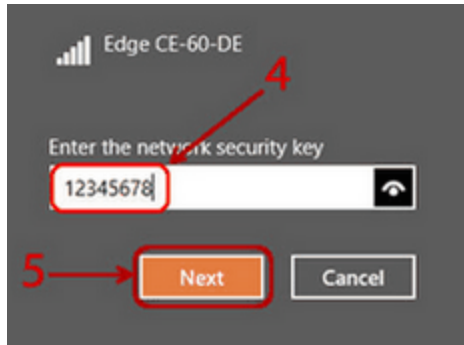 Edge CE-60-DE
4
Enter the network security key
12345678
5
Next
Cancel